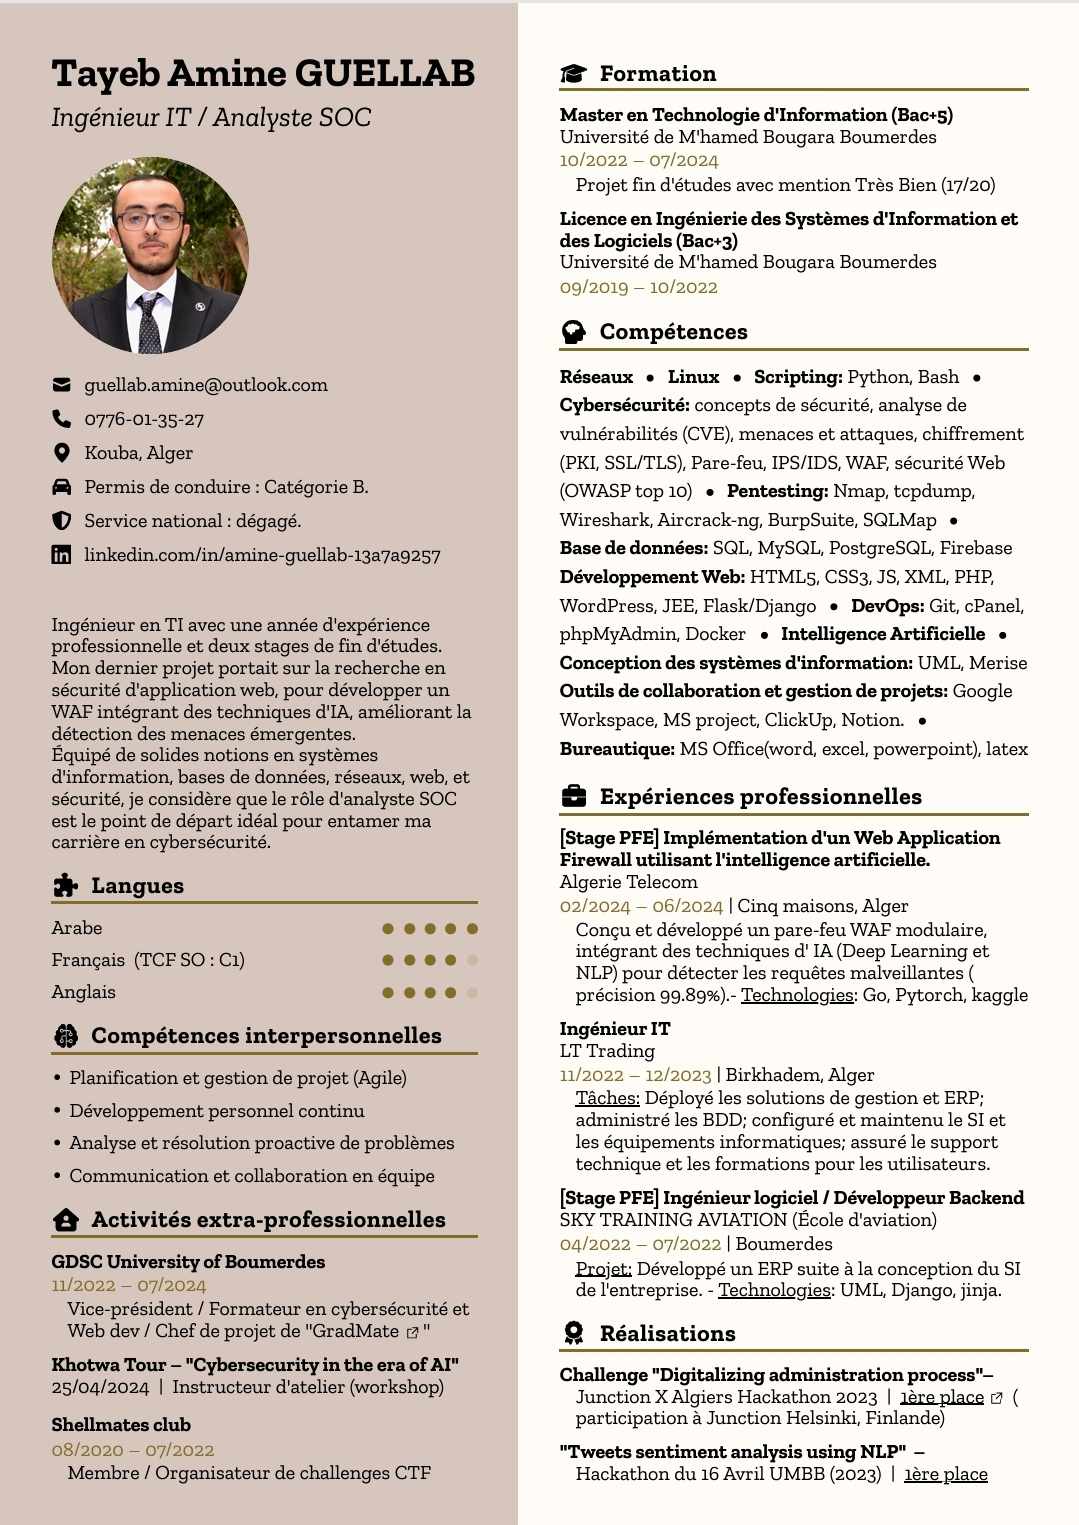 Tayeb Amine GUELLAB
Ingénieur IT / Analyste SOC
guellab.amine@outlook.com
0776-01-35-27
Kouba, Alger
Permis de conduire : Catégorie B.
Service national : dégagé.
linkedin.com/in/amine-guellab-13a7a9257
Ingénieur en TI avec une année d'expérience
professionnelle et deux stages de fin d'études.
Mon dernier projet portait sur la recherche en
sécurité d'application web, pour développer un
WAF intégrant des techniques d'IA, améliorant la
détection des menaces émergentes.
Équipé de solides notions en systèmes
d'information, bases de données, réseaux, web, et
sécurité, je considère que le rôle d'analyste SOC
est le point de départ idéal pour entamer ma
carrière en cybersécurité.
Langues
Arabe
Français (TCF SO : C1)
Anglais
Compétences interpersonnelles
• Planification et gestion de projet (Agile)
• Développement personnel continu
• Analyse et résolution proactive de problèmes
• Communication et collaboration en équipe
Activités extra-professionnelles
GDSC University of Boumerdes
11/2022 – 07/2024
Vice-président / Formateur en cybersécurité et
Web dev / Chef de projet de "GradMate "
Khotwa Tour – "Cybersecurity in the era of AI"
25/04/2024 | Instructeur d'atelier (workshop)
Shellmates club
08/2020 – 07/2022
Membre / Organisateur de challenges CTF
Formation
Master en Technologie d'Information (Bac+5)
Université de M'hamed Bougara Boumerdes
10/2022 – 07/2024
Projet fin d'études avec mention Très Bien (17/20)
Licence en Ingénierie des Systèmes d'Information et
des Logiciels (Bac+3)
Université de M'hamed Bougara Boumerdes
09/2019 – 10/2022
Compétences
Réseaux • Linux • Scripting: Python, Bash •
Cybersécurité: concepts de sécurité, analyse de
vulnérabilités (CVE), menaces et attaques, chiffrement
(PKI, SSL/TLS), Pare-feu, IPS/IDS, WAF, sécurité Web
(OWASP top 10) • Pentesting: Nmap, tcpdump,
Wireshark, Aircrack-ng, BurpSuite, SQLMap •
Base de données: SQL, MySQL, PostgreSQL, Firebase
Développement Web: HTML5, CSS3, JS, XML, PHP,
WordPress, JEE, Flask/Django • DevOps: Git, cPanel,
phpMyAdmin, Docker • Intelligence Artificielle •
Conception des systèmes d'information: UML, Merise
Outils de collaboration et gestion de projets: Google
Workspace, MS project, ClickUp, Notion. •
Bureautique: MS Office(word, excel, powerpoint), latex
Expériences professionnelles
[Stage PFE] Implémentation d'un Web Application
Firewall utilisant l'intelligence artificielle.
Algerie Telecom
02/2024 – 06/2024 | Cinq maisons, Alger
Conçu et développé un pare-feu WAF modulaire,
intégrant des techniques d' IA (Deep Learning et
NLP) pour détecter les requêtes malveillantes (
précision 99.89%).- Technologies: Go, Pytorch, kaggle
Ingénieur IT
LT Trading
11/2022 – 12/2023 | Birkhadem, Alger
Tâches: Déployé les solutions de gestion et ERP;
administré les BDD; configuré et maintenu le SI et
les équipements informatiques; assuré le support
technique et les formations pour les utilisateurs.
[Stage PFE] Ingénieur logiciel / Développeur Backend
SKY TRAINING AVIATION (École d'aviation)
04/2022 – 07/2022 | Boumerdes
Projet: Développé un ERP suite à la conception du SI
de l'entreprise. - Technologies: UML, Django, jinja.
Réalisations
Challenge "Digitalizing administration process"–
Junction X Algiers Hackathon 2023 | 1ère place (
participation à Junction Helsinki, Finlande)
"Tweets sentiment analysis using NLP" –
Hackathon du 16 Avril UMBB (2023) | 1ère place